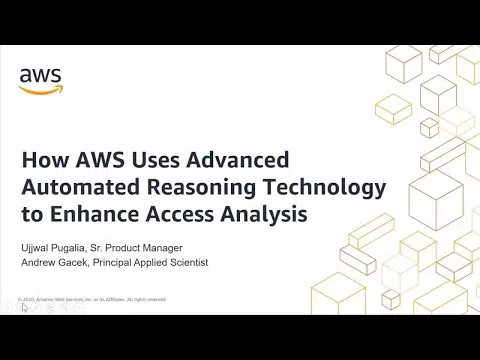 aws
How AWS Uses Advanced
Automated Reasoning Technology
to Enhance Access Analysis
Ujjwal Pugalia, Sr. Product Manager
Andrew Gacek, Principal Applied Scientist
© 2020, Amazon Web Services, Inc. or its Affiliates. All rights reserved.